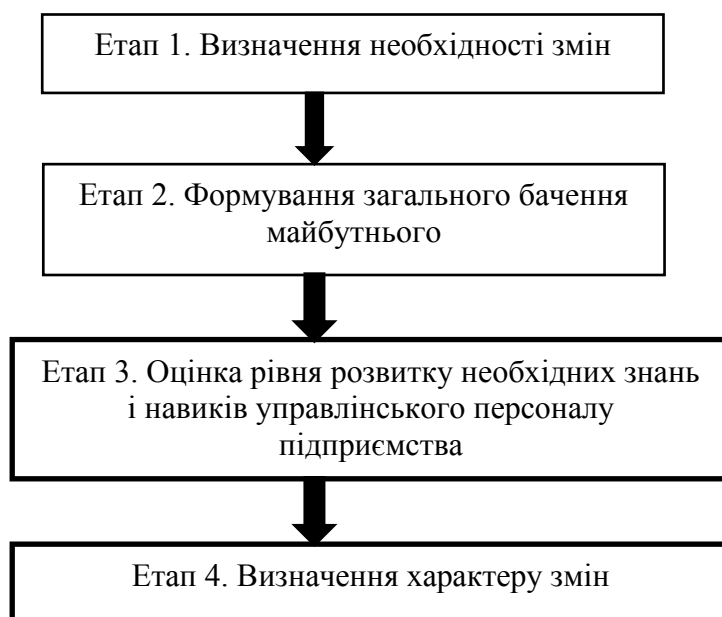 Етап 1. Визначення необхідності змін
Етап 2. Формування загального бачення
майбутнього
Етап 3. Оцінка рівня розвитку необхідних знань
і навиків управлінського персоналу
підприємства
Етап 4. Визначення характеру змін